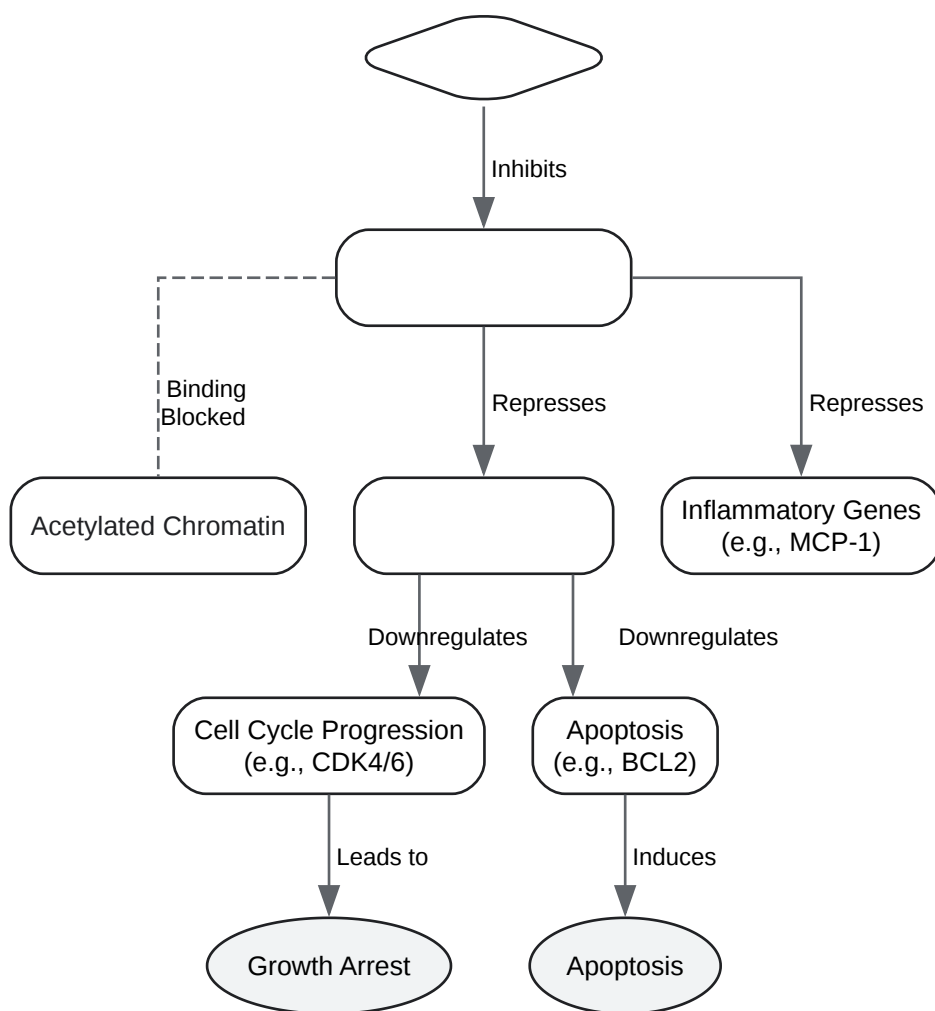 Inhibits
Binding
Blocked
Represses
Represses
Acetylated Chromatin
Inflammatory Genes
(e.g., MCP-1)
Downregulates
Downregulates
Cell Cycle Progression
(e.g., CDK4/6)
Apoptosis
(e.g., BCL2)
Leads to
Induces
Growth Arrest
Apoptosis